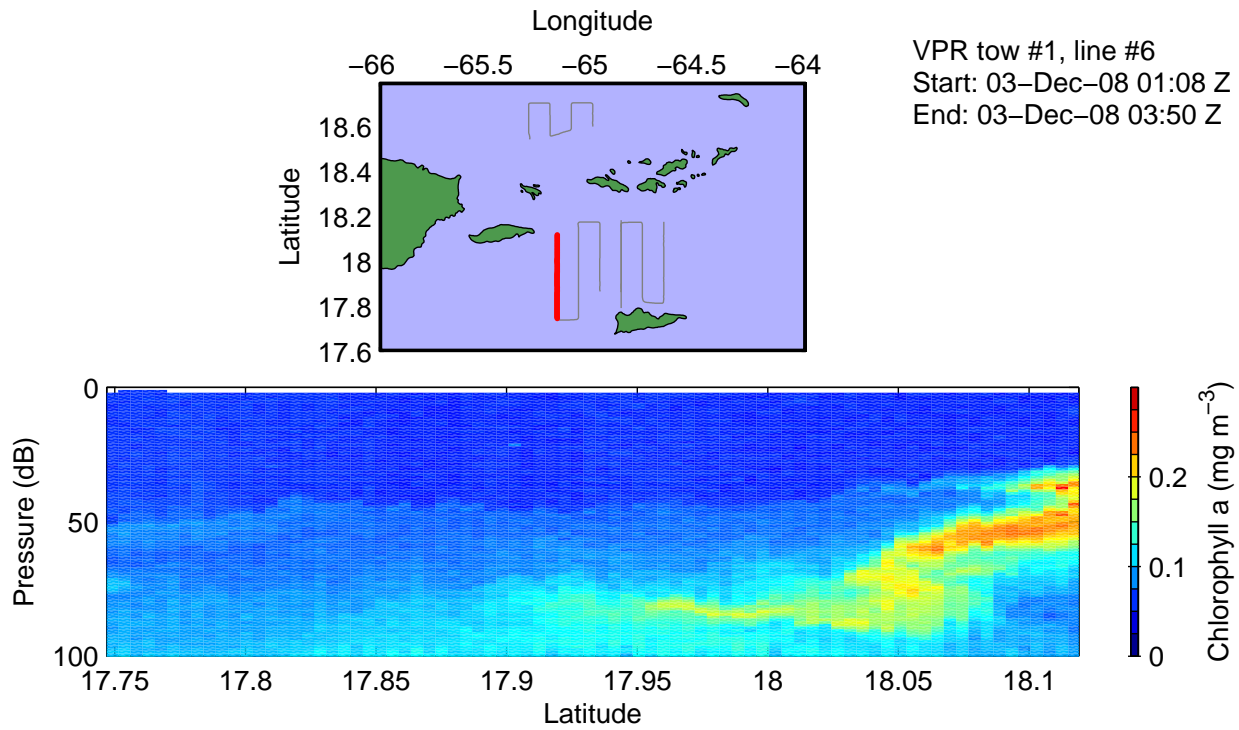 Longitude
−66 −65.5 −65 −64.5 −64
VPR tow #1, line #6
Start: 03−Dec−08 01:08 Z
End: 03−Dec−08 03:50 Z
Latitude
18.6
18.4
18.2
18
17.8
17.6
Pressure (dB)
0
50
100
17.75 17.8 17.85 17.9 17.95 18 18.05 18.1
Latitude
0.2
0.1
0
Chlorophyll a (mg m−3)